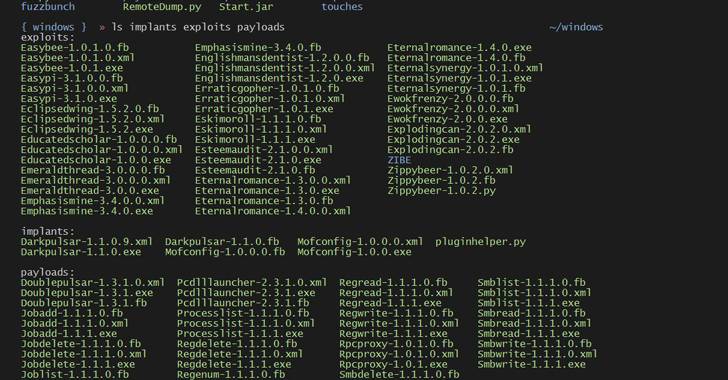 fuzzbunch RemoteDump.py Start.jar touches
{ windows } » ls implants exploits payloads ~/windows
exploits:
Easybee-1.0.1.0.fb Emphasismine-3.4.0.fb Eternalromance-1.4.0.exe
Easybee-1.0.1.0.xml Englishmansdentist-1.2.0.0.fb Eternalromance-1.4.0.fb
Easybee-1.0.1.exe Englishmansdentist-1.2.0.0.xml Eternalsynergy-1.0.1.0.xml
Easypi-3.1.0.0.fb Englishmansdentist-1.2.0.exe Eternalsynergy-1.0.1.exe
Easypi-3.1.0.0.xml Erraticgopher-1.0.1.0.fb Eternalsynergy-1.0.1.fb
Easypi-3.1.0.exe Erraticgopher-1.0.1.0.xml Ewokfrenzy-2.0.0.0.fb
Eclipsedwing-1.5.2.0.fb Erraticgopher-1.0.1.exe Ewokfrenzy-2.0.0.0.xml
Eclipsedwing-1.5.2.0.xml Eskimoroll-1.1.1.0.fb Ewokfrenzy-2.0.0.exe
Eclipsedwing-1.5.2.exe Eskimoroll-1.1.1.0.xml Explodingcan-2.0.2.0.xml
Educatedscholar-1.0.0.0.fb Eskimoroll-1.1.1.exe Explodingcan-2.0.2.exe
Educatedscholar-1.0.0.0.xml Esteemaudit-2.1.0.0.xml Explodingcan-2.0.2.fb
Educatedscholar-1.0.0.exe Esteemaudit-2.1.0.exe ZIBE
Emeraldthread-3.0.0.0.fb Esteemaudit-2.1.0.fb Zippybeer-1.0.2.0.xml
Emeraldthread-3.0.0.0.xml Eternalromance-1.3.0.0.xml Zippybeer-1.0.2.fb
Emeraldthread-3.0.0.exe Eternalromance-1.3.0.exe Zippybeer-1.0.2.py
Emphasismine-3.4.0.0.xml Eternalromance-1.3.0.fb
Emphasismine-3.4.0.exe Eternalromance-1.4.0.0.xml
implants:
Darkpulsar-1.1.0.9.xml Darkpulsar-1.1.0.fb Mofconfig-1.0.0.0.xml pluginhelper.py
Darkpulsar-1.1.0.exe Mofconfig-1.0.0.0.fb Mofconfig-1.0.0.exe
payloads:
Doublepulsar-1.3.1.0.xml Pcdlllauncher-2.3.1.0.xml Regread-1.1.1.0.fb Smblist-1.1.1.0.fb
Doublepulsar-1.3.1.exe Pcdlllauncher-2.3.1.exe Regread-1.1.1.0.xml Smblist-1.1.1.0.xml
Doublepulsar-1.3.1.fb Pcdlllauncher-2.3.1.fb Regread-1.1.1.exe Smblist-1.1.1.exe
Jobadd-1.1.1.0.fb Processlist-1.1.1.0.fb Regwrite-1.1.1.0.fb Smbread-1.1.1.0.fb
Jobadd-1.1.1.0.xml Processlist-1.1.1.0.xml Regwrite-1.1.1.0.xml Smbread-1.1.1.0.xml
Jobadd-1.1.1.exe Processlist-1.1.1.exe Regwrite-1.1.1.exe Smbread-1.1.1.exe
Jobdelete-1.1.1.0.fb Regdelete-1.1.1.0.fb Rpcproxy-1.0.1.0.fb Smbwrite-1.1.1.0.fb
Jobdelete-1.1.1.0.xml Regdelete-1.1.1.0.xml Rpcproxy-1.0.1.0.xml Smbwrite-1.1.1.0.xml
Jobdelete-1.1.1.exe Regdelete-1.1.1.exe Rpcproxy-1.0.1.exe Smbwrite-1.1.1.exe
Joblist-1.1.1.0.fb Regenum-1.1.1.0.fb Smbdelete-1.1.1.0.fb